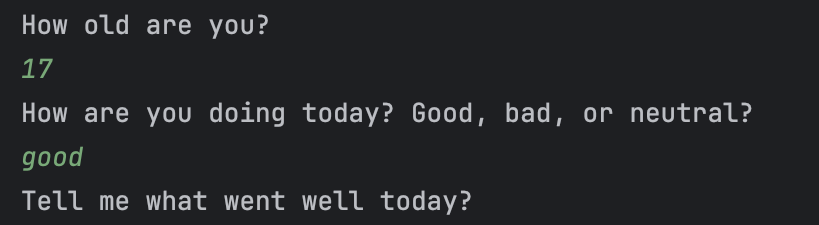 How old are you?
17
How are you doing today? Good, bad, or neutral?
good
Tell me what went well today?